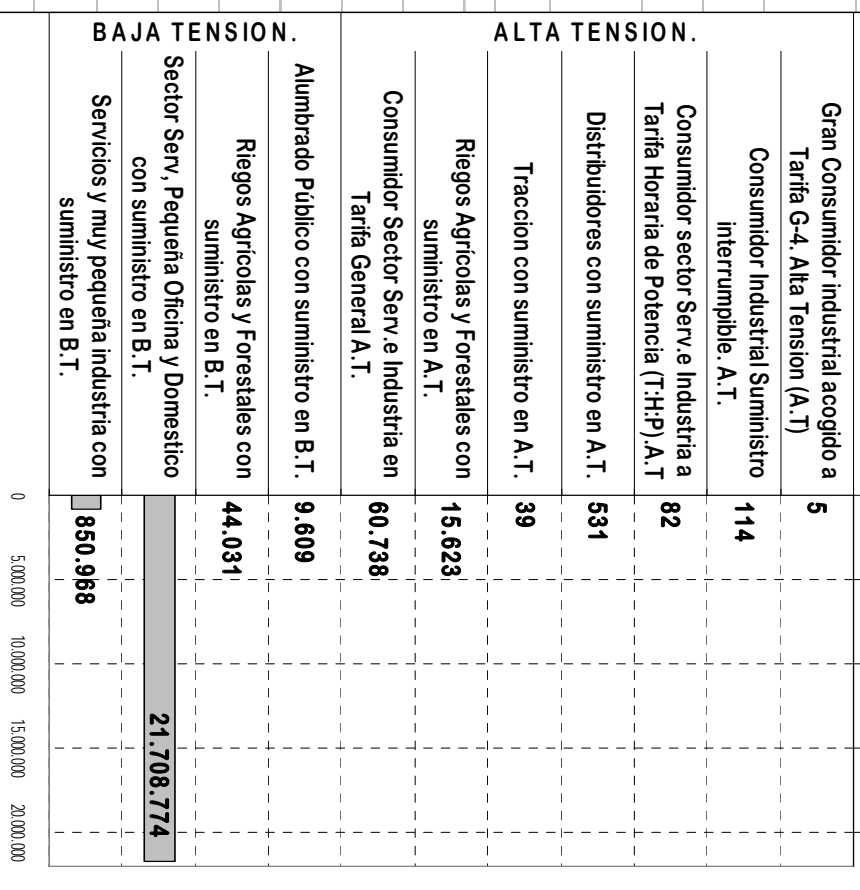 ALTA TENSION.
Gran Consumidor industrial acogido a
Tarifa G-4. Alta Tension (A.T)
5
Consumidor Industrial Suministro
interrumpible. A.T.
114
Consumidor sector Serv.e Industria a
Tarifa Horaria de Potencia (T:H:P).A.T
82
Distribuidores con suministro en A.T.
531
Traccion con suministro en A.T.
39
Riegos Agrícolas y Forestales con
suministro en A.T.
15.623
Consumidor Sector Serv.e Industria en
Tarifa General A.T.
60.738
BAJA TENSION.
Alumbrado Público con suministro en B.T.
9.609
Riegos Agrícolas y Forestales con
suministro en B.T.
44.031
Sector Serv, Pequeña Oficina y Domestico
con suministro en B.T.
21.708.774
Servicios y muy pequeña industria con
suministro en B.T.
850.968
0
5.000.000
10.000.000
15.000.000
20.000.000